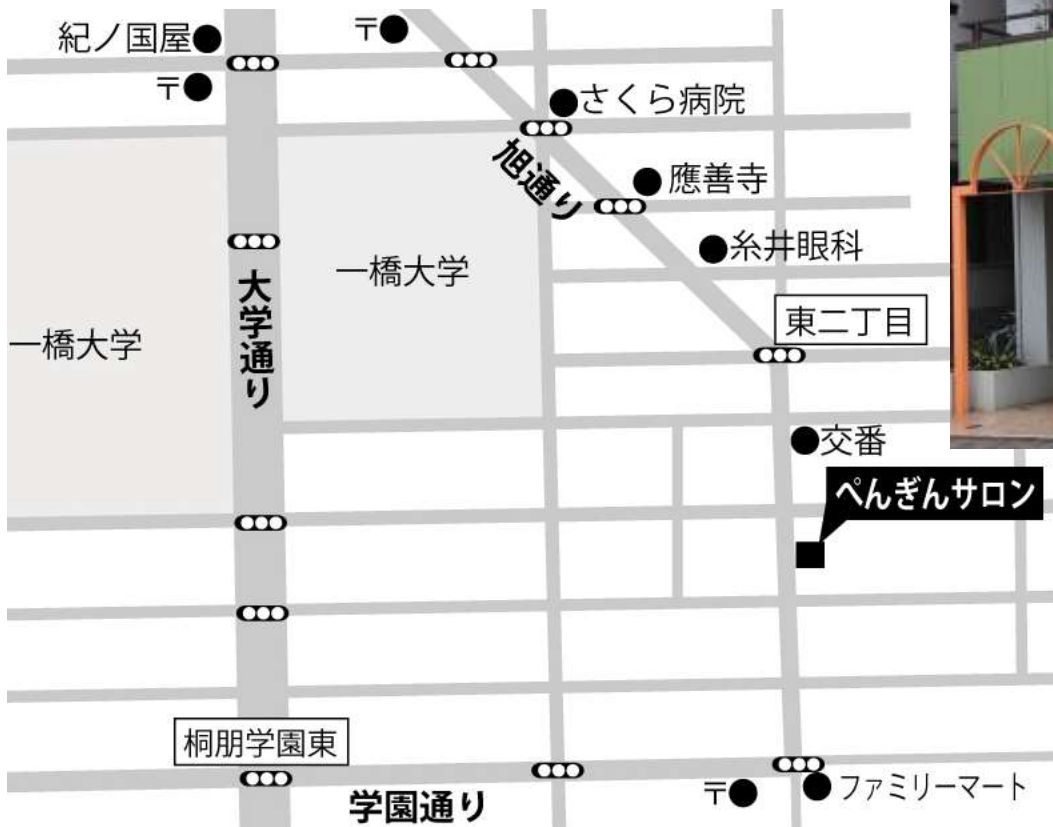 紀ノ国屋
〒
〒
さくら病院
旭通り
應善寺
糸井眼科
一橋大学
一橋大学
大学通り
東二丁目
交番
ぺんぎんサロン
桐朋学園東
学園通り
〒
ファミリーマート